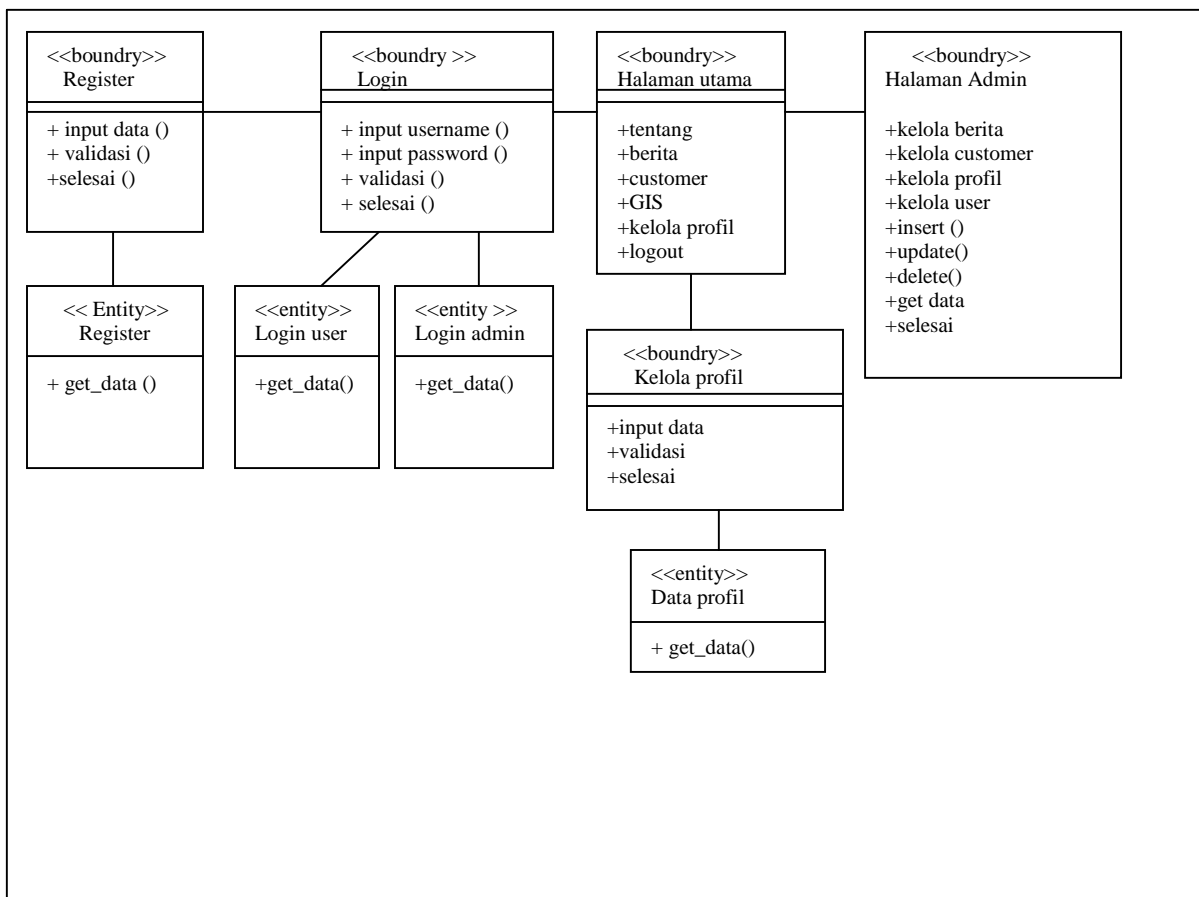 <<boundry>>
Register
+ input data ()
+ validasi ()
+selesai ()
<<boundry >>
Login
+ input username ()
+ input password ()
+ validasi ()
+ selesai ()
<<boundry>>
Halaman utama
+tentang
+berita
+customer
+GIS
+kelola profil
+logout
<<boundry>>
Halaman Admin
+kelola berita
+kelola customer
+kelola profil
+kelola user
+insert ()
+update()
+delete()
+get data
+selesai
<< Entity>>
Register
+ get_data ()
<<entity>>
Login user
+get_data()
<<entity >>
Login admin
+get_data()
<<boundry>>
Kelola profil
+input data
+validasi
+selesai
<<entity>>
Data profil
+ get_data()